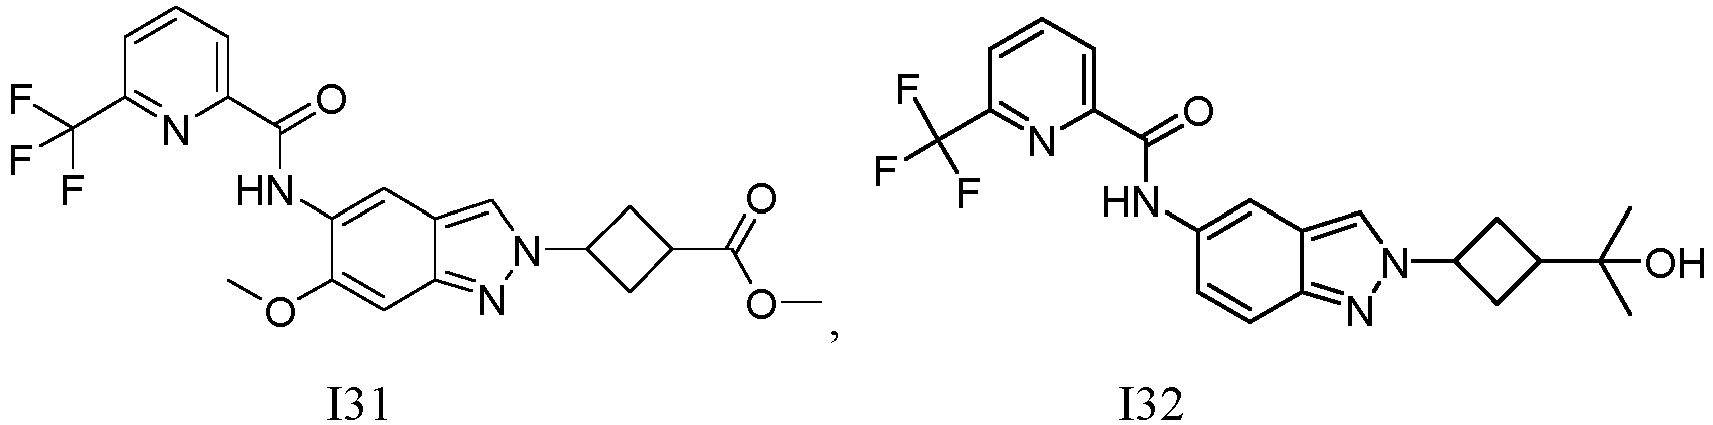 F F F N O HN N N O O O ,
F F F N O HN N N OH
I31 I32